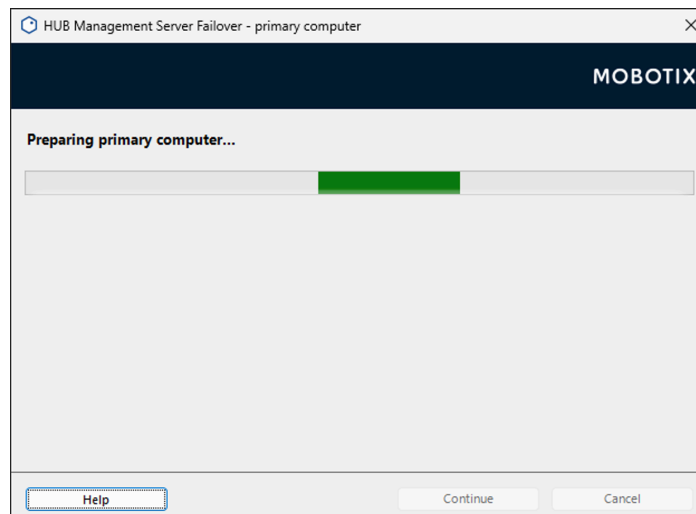 HUB Management Server Failover - primary computer
MOBOTIX
Preparing primary computer...
Help
Continue
Cancel